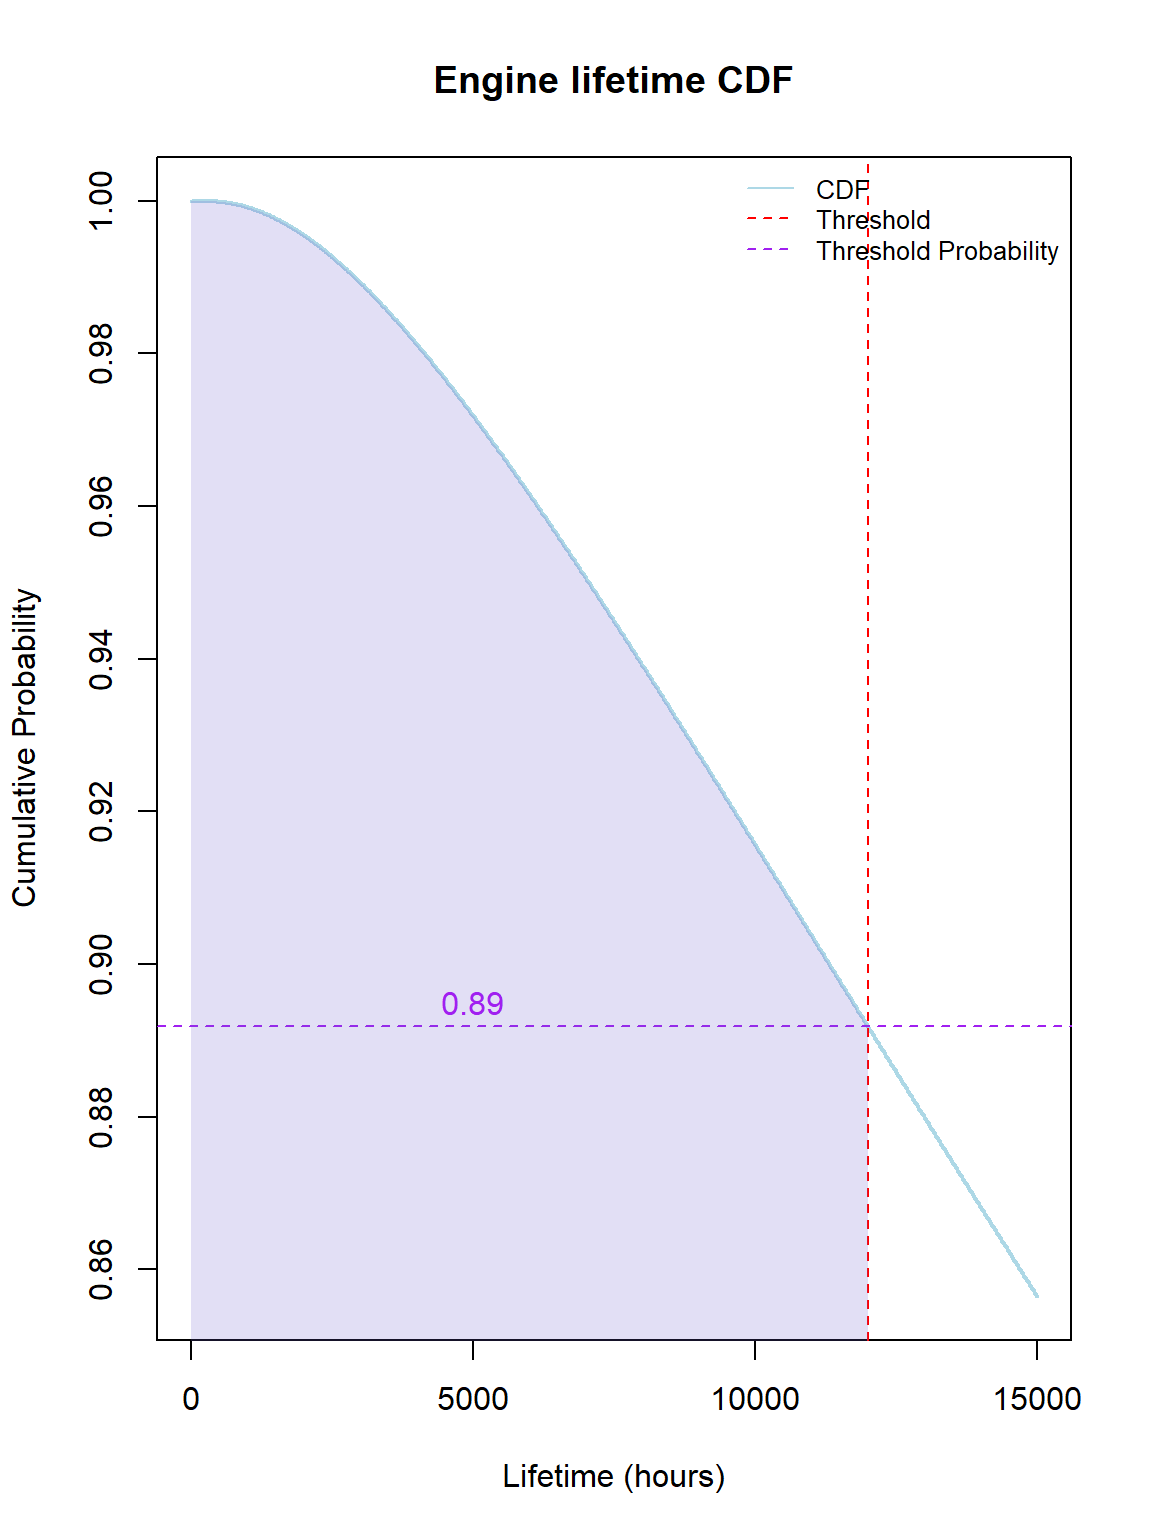 Engine lifetime CDF
CDF
Threshold
Threshold Probability
Cumulative Probability
1.00
0.98
0.96
0.94
0.92
0.90
0.88
0.86
0.89
0
5000
10000
15000
Lifetime (hours)